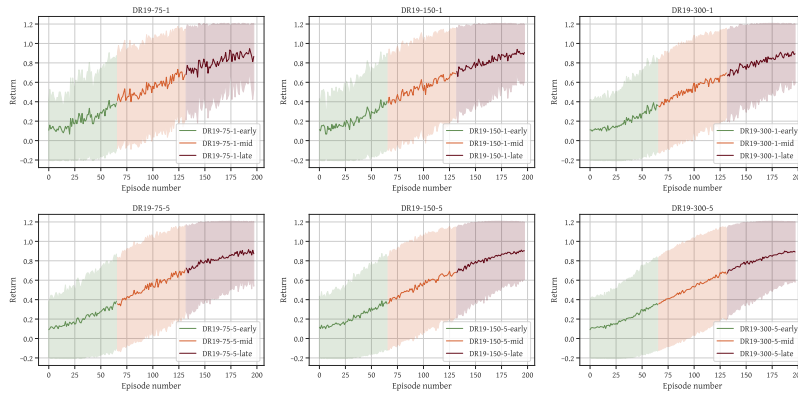 DR19-75-1
1.2
1.0
0.8
0.6
0.4
0.2
0.0
−0.2
Return
0 25 50 75 100 125 150 175 200
Episode number
DR19-75-1-early
DR19-75-1-mid
DR19-75-1-late
DR19-150-1
1.2
1.0
0.8
0.6
0.4
0.2
0.0
−0.2
Return
0 25 50 75 100 125 150 175 200
Episode number
DR19-150-1-early
DR19-150-1-mid
DR19-150-1-late
DR19-300-1
1.2
1.0
0.8
0.6
0.4
0.2
0.0
−0.2
Return
0 25 50 75 100 125 150 175 200
Episode number
DR19-300-1-early
DR19-300-1-mid
DR19-300-1-late
DR19-75-5
1.2
1.0
0.8
0.6
0.4
0.2
0.0
−0.2
Return
0 25 50 75 100 125 150 175 200
Episode number
DR19-75-5-early
DR19-75-5-mid
DR19-75-5-late
DR19-150-5
1.2
1.0
0.8
0.6
0.4
0.2
0.0
−0.2
Return
0 25 50 75 100 125 150 175 200
Episode number
DR19-150-5-early
DR19-150-5-mid
DR19-150-5-late
DR19-300-5
1.2
1.0
0.8
0.6
0.4
0.2
0.0
−0.2
Return
0 25 50 75 100 125 150 175 200
Episode number
DR19-300-5-early
DR19-300-5-mid
DR19-300-5-late